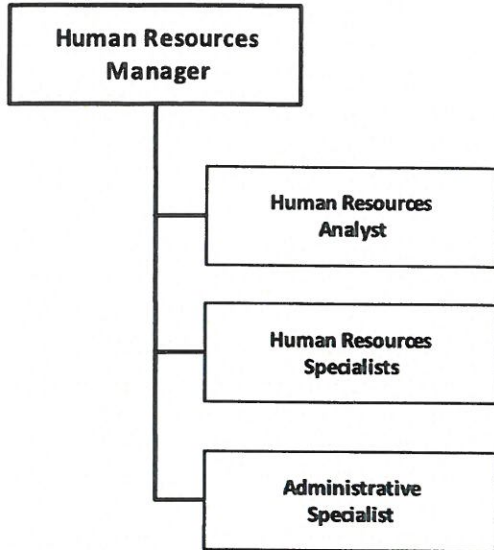 Human Resources
Manager
Human Resources
Analyst
Human Resources
Specialists
Administrative
Specialist